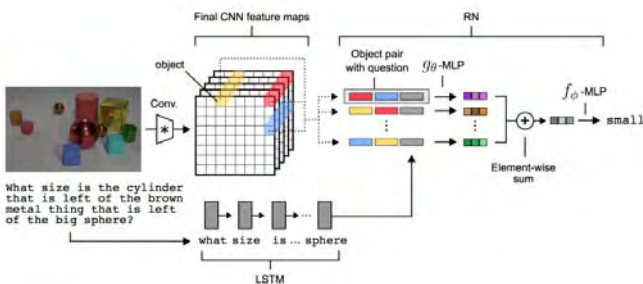 Final CNN feature maps
RN
object
Object pair
with question
gθ-MLP
fϕ-MLP
Conv.
*
+
small
Element-wise
sum
What size is the cylinder
that is left of the brown
metal thing that is left
of the big sphere?
what size is ... sphere
LSTM